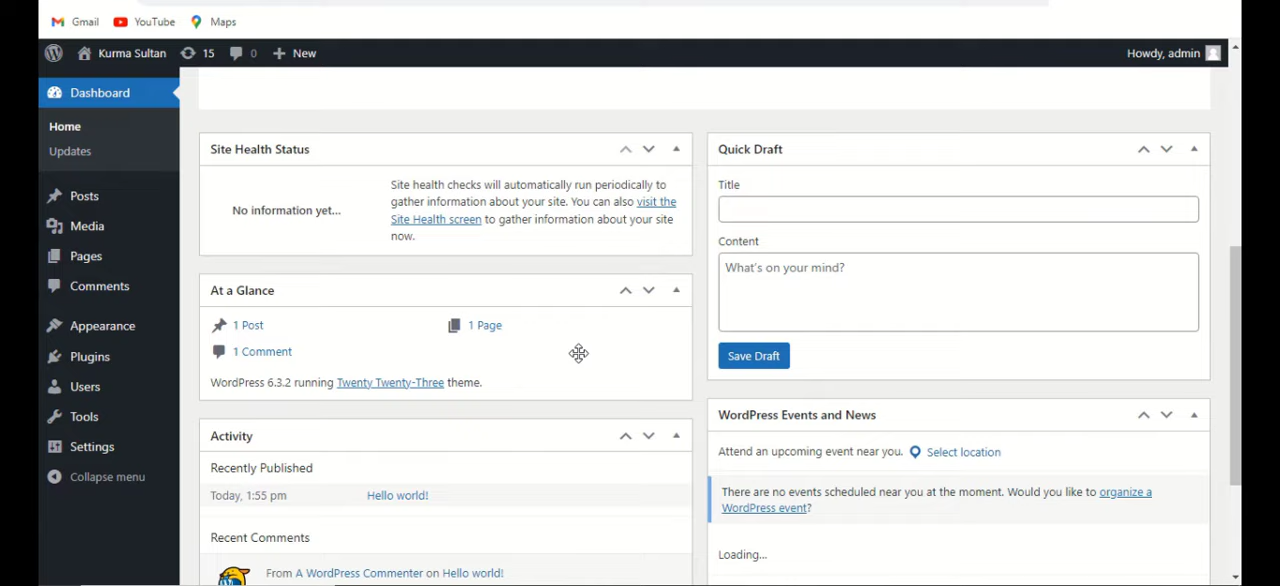 Gmail YouTube Maps
Kurma Sultan 15 0 New Howdy, admin
Dashboard
Home
Updates
Posts
Media
Pages
Comments
Appearance
Plugins
Users
Tools
Settings
Collapse menu
Site Health Status
No information yet...
Site health checks will automatically run periodically to
gather information about your site. You can also visit the
Site Health screen to gather information about your site
now.
At a Glance
1 Post 1 Page
1 Comment
WordPress 6.3.2 running Twenty Twenty-Three theme.
Activity
Recently Published
Today, 1:55 pm Hello world!
Recent Comments
From A WordPress Commenter on Hello world!
Quick Draft
Title
Content
What's on your mind?
Save Draft
WordPress Events and News
Attend an upcoming event near you. Select location
There are no events scheduled near you at the moment. Would you like to organize a
WordPress event?
Loading...